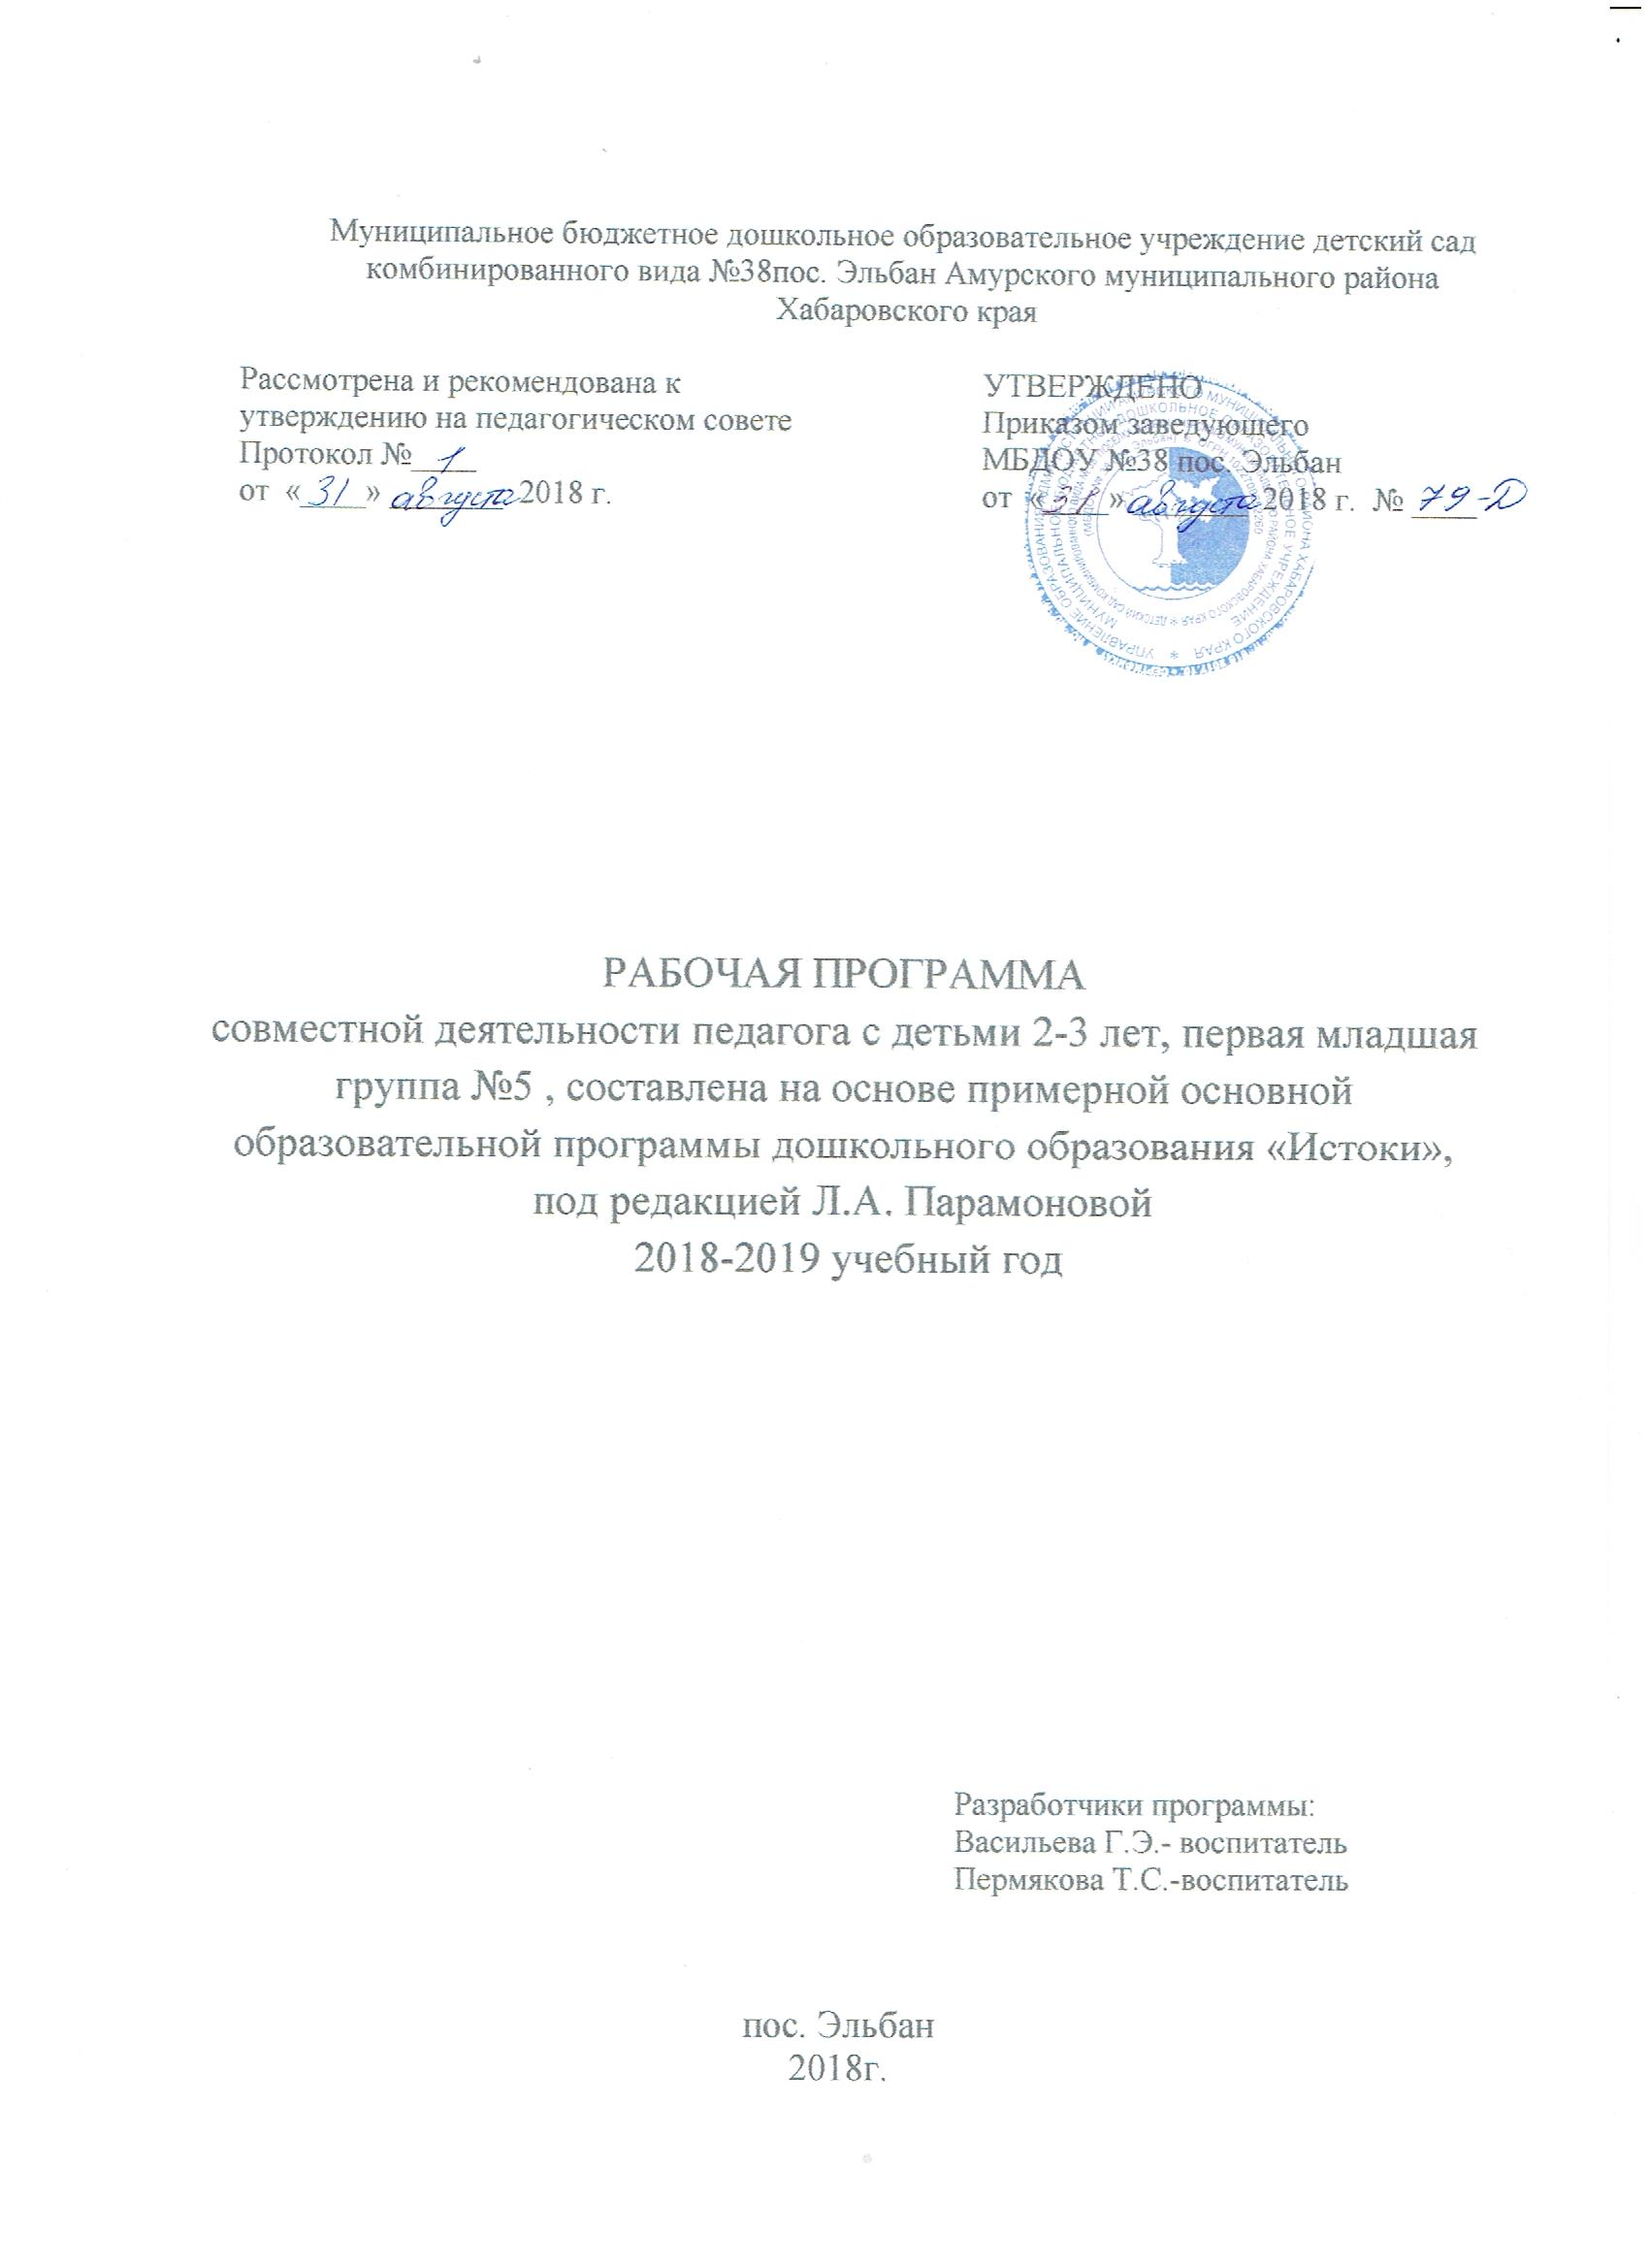 Муниципальное бюджетное дошкольное образовательное учреждение детский сад
комбинированного вида №38пос. Эльбан Амурского муниципального района
Хабаровского края
Рассмотрена и рекомендована к
утверждению на педагогическом совете
Протокол № 1
от «31» августа 2018 г.
УТВЕРЖДЕНО
Приказом заведующего
МБДОУ №38 пос. Эльбан
от «31» августа 2018 г. № 79-Д
РАБОЧАЯ ПРОГРАММА
совместной деятельности педагога с детьми 2-3 лет, первая младшая
группа №5 , составлена на основе примерной основной
образовательной программы дошкольного образования «Истоки»,
под редакцией Л.А. Парамоновой
2018-2019 учебный год
Разработчики программы:
Васильева Г.Э.- воспитатель
Пермякова Т.С.-воспитатель
пос. Эльбан
2018г.